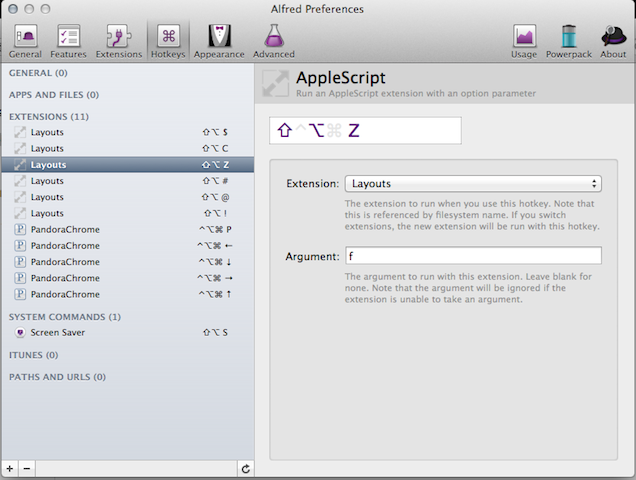 Alfred Preferences
General Features Extensions Hotkeys Appearance Advanced Usage Powerpack About
GENERAL (0)
APPS AND FILES (0)
EXTENSIONS (11)
Layouts ⇧⌥ $
Layouts ⇧⌥ C
Layouts ⇧⌥ Z
Layouts ⇧⌥ #
Layouts ⇧⌥ @
Layouts ⇧⌥ !
PandoraChrome ^⌥⌘ P
PandoraChrome ^⌥⌘ ←
PandoraChrome ^⌥⌘ ↓
PandoraChrome ^⌥⌘ →
PandoraChrome ^⌥⌘ ↑
SYSTEM COMMANDS (1)
Screen Saver ⇧⌥ S
ITUNES (0)
PATHS AND URLS (0)
AppleScript
Run an AppleScript extension with an option parameter
⇧^⌥⌘ Z
Extension: Layouts
The extension to run when you use this hotkey. Note that
this is referenced by filesystem name. If you switch
extensions, the new extension will be run with this hotkey.
Argument: f
The argument to run with this extension. Leave blank for
none. Note that the argument will be ignored if the
extension is unable to take an argument.